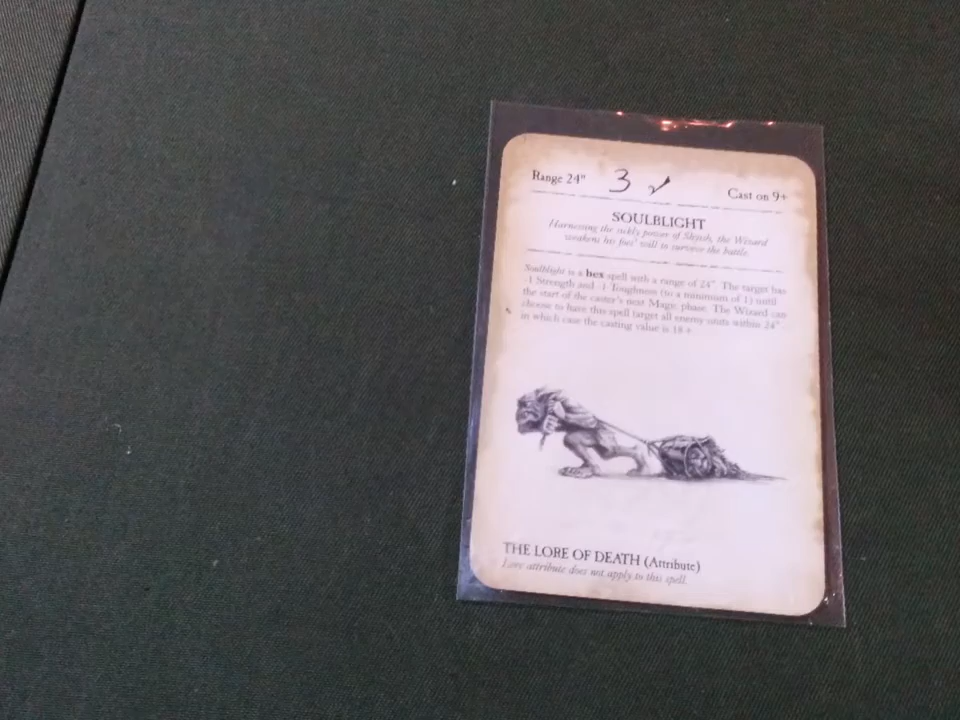 Range 24" 3 ✓ Cast on 9+
SOULBLIGHT
Harnessing the sickly power of Shyish, the Wizard
weakens his foes' will to survive the battle.
Soulblight is a hex spell with a range of 24". The target has
-1 Strength and -1 Toughness (to a minimum of 1) until
the start of the caster's next Magic phase. The Wizard can
choose to have this spell target all enemy units within 24",
in which case the casting value is 18+
THE LORE OF DEATH (Attribute)
Lore attribute does not apply to this spell.